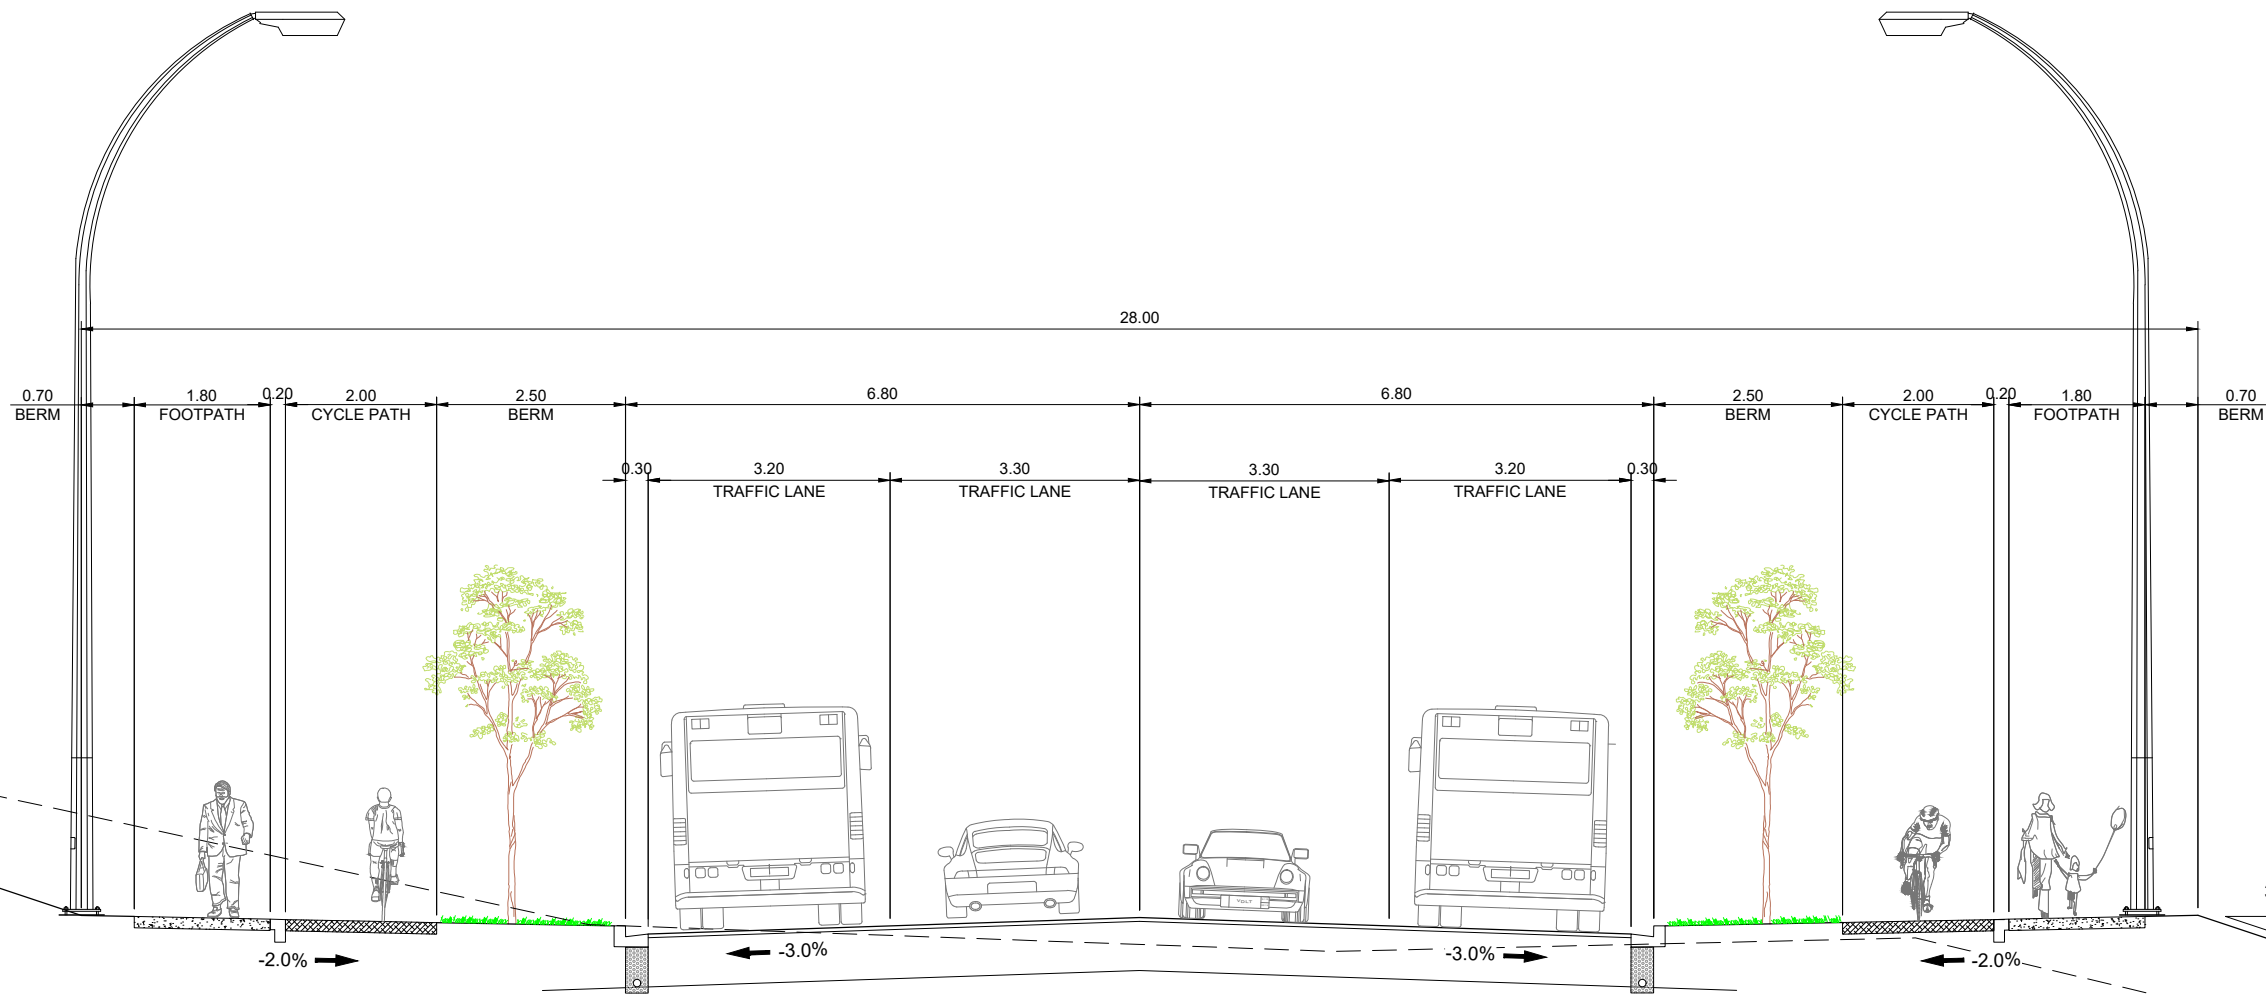 28.00
0.70
BERM
1.80
FOOTPATH
0.20
2.00
CYCLE PATH
2.50
BERM
6.80
6.80
2.50
BERM
2.00
CYCLE PATH
0.20
1.80
FOOTPATH
0.70
BERM
0.30
3.20
TRAFFIC LANE
3.30
TRAFFIC LANE
3.30
TRAFFIC LANE
3.20
TRAFFIC LANE
0.30
VOLT
-2.0%
-3.0%
-3.0%
-2.0%